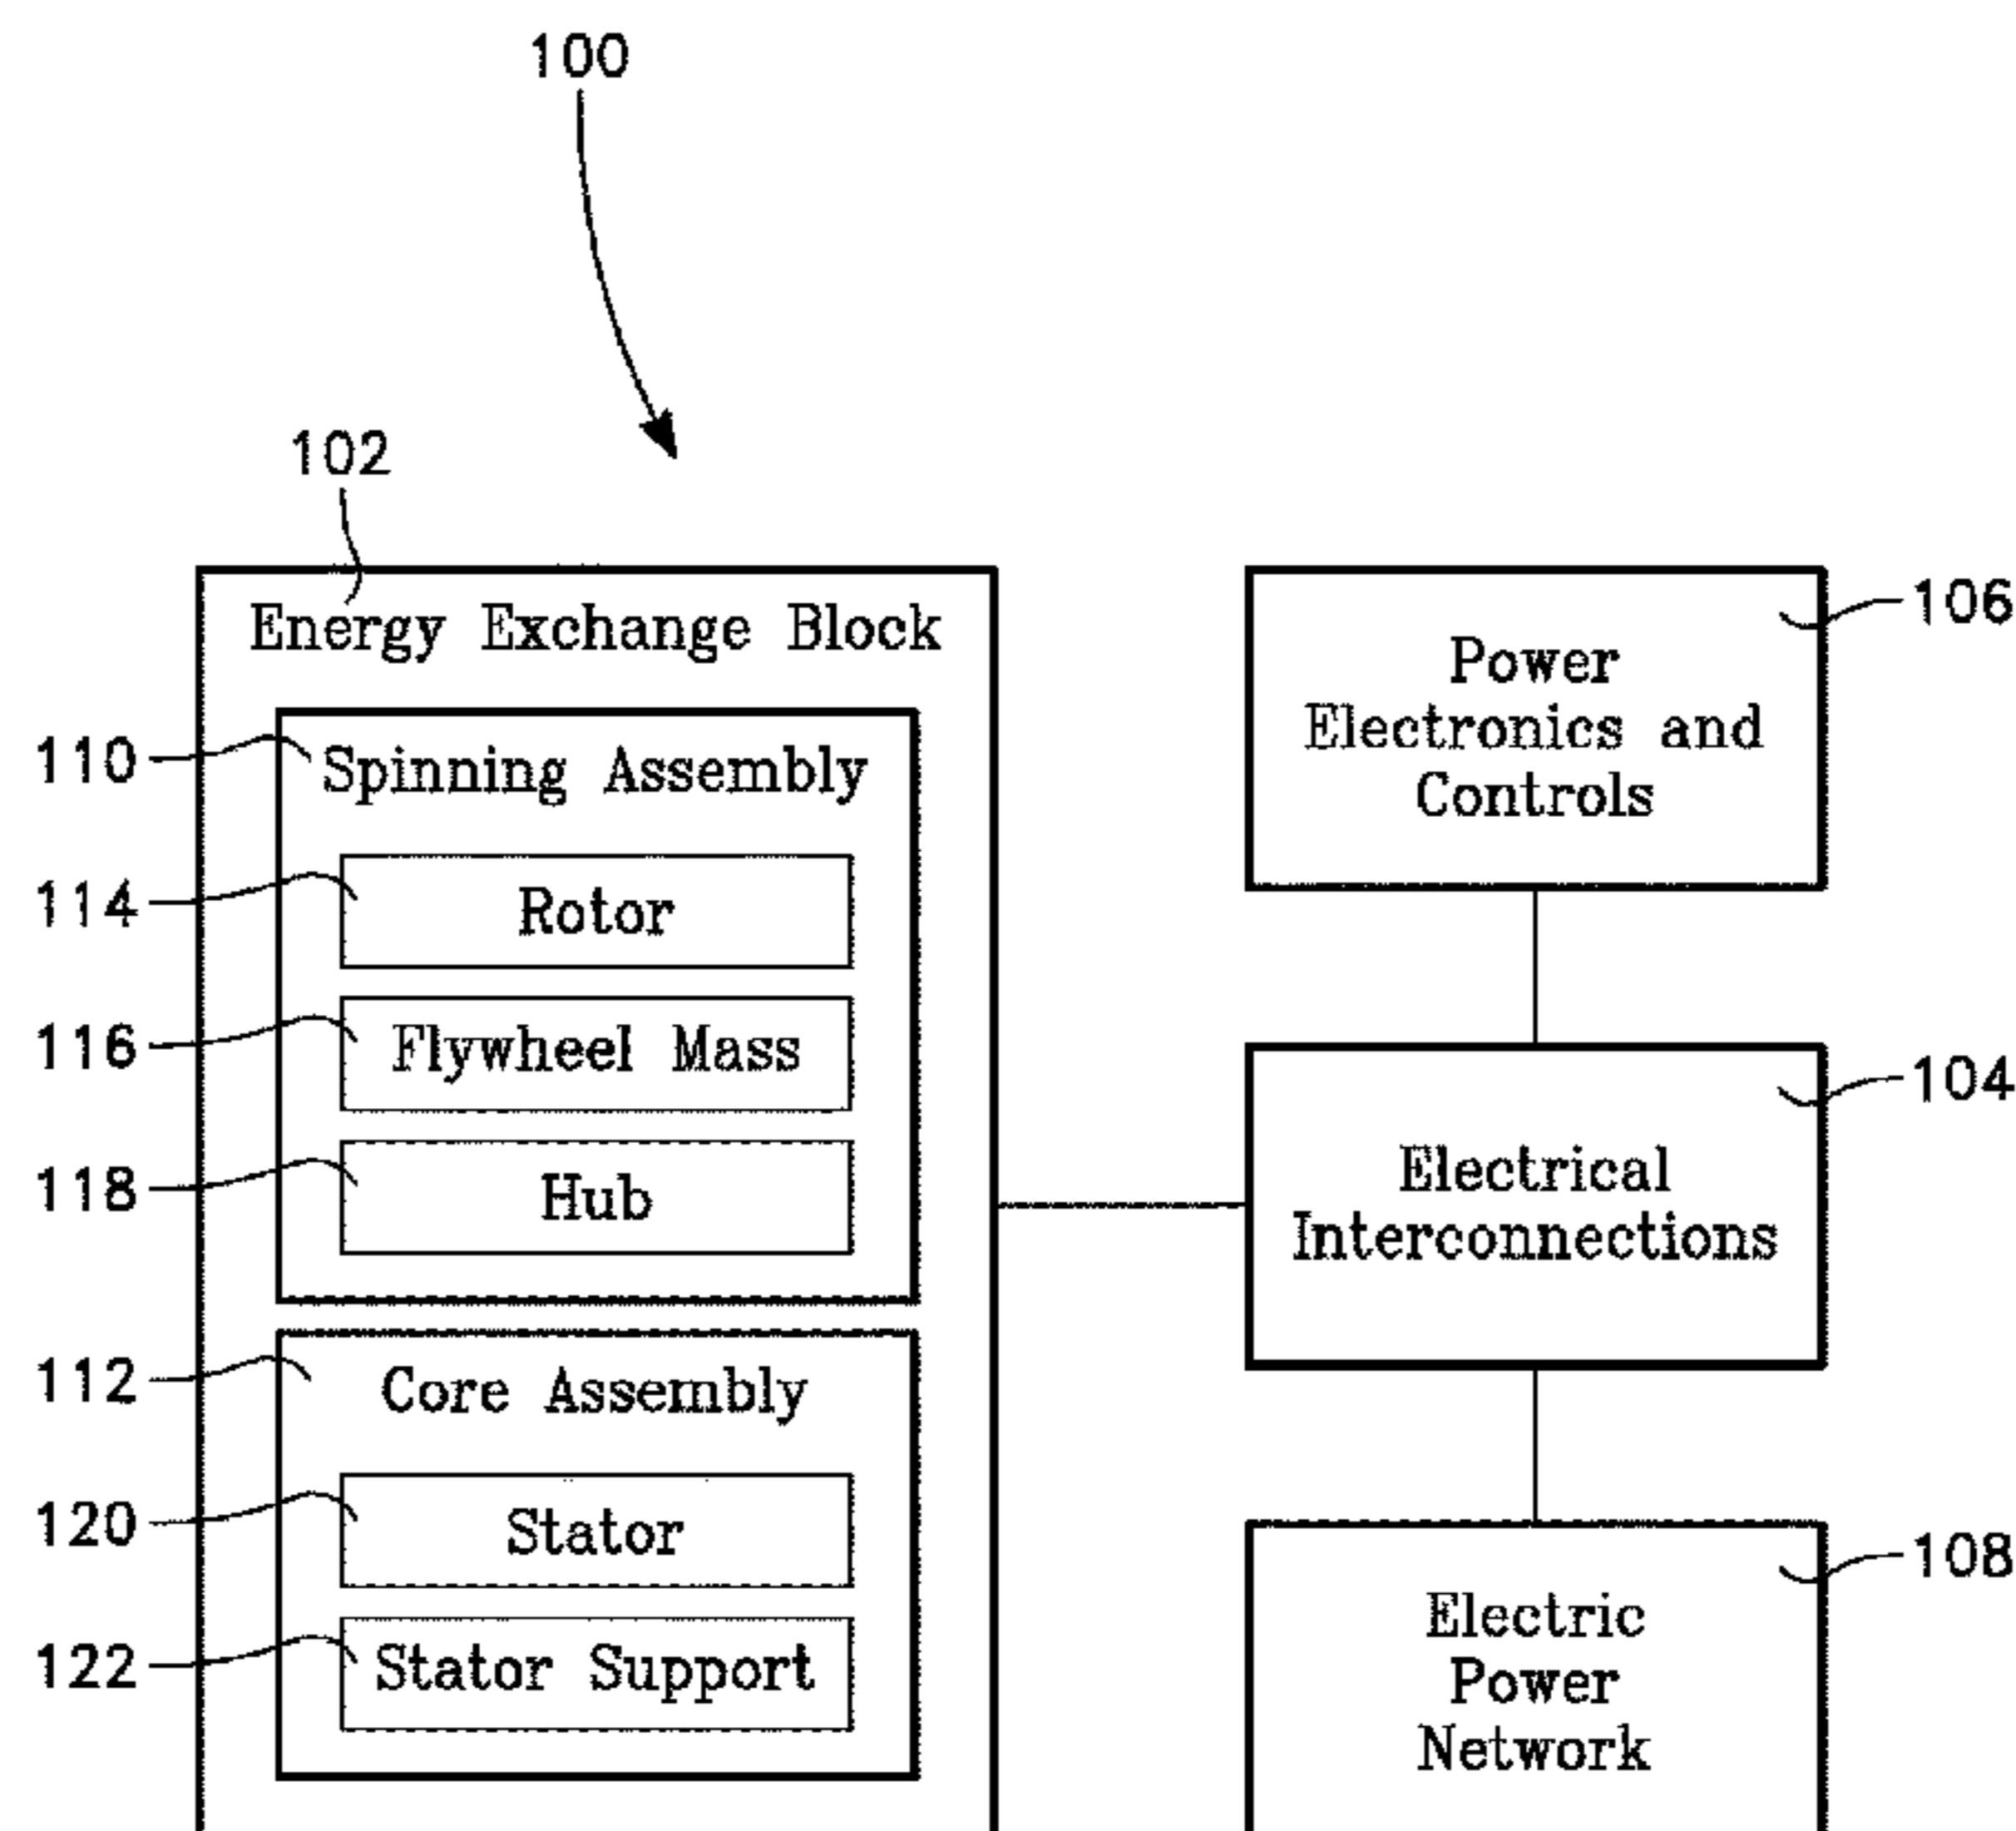 100
102
Energy Exchange Block
110
Spinning Assembly
114
Rotor
116
Flywheel Mass
118
Hub
112
Core Assembly
120
Stator
122
Stator Support
106
Power
Electronics and
Controls
104
Electrical
Interconnections
108
Electric
Power
Network